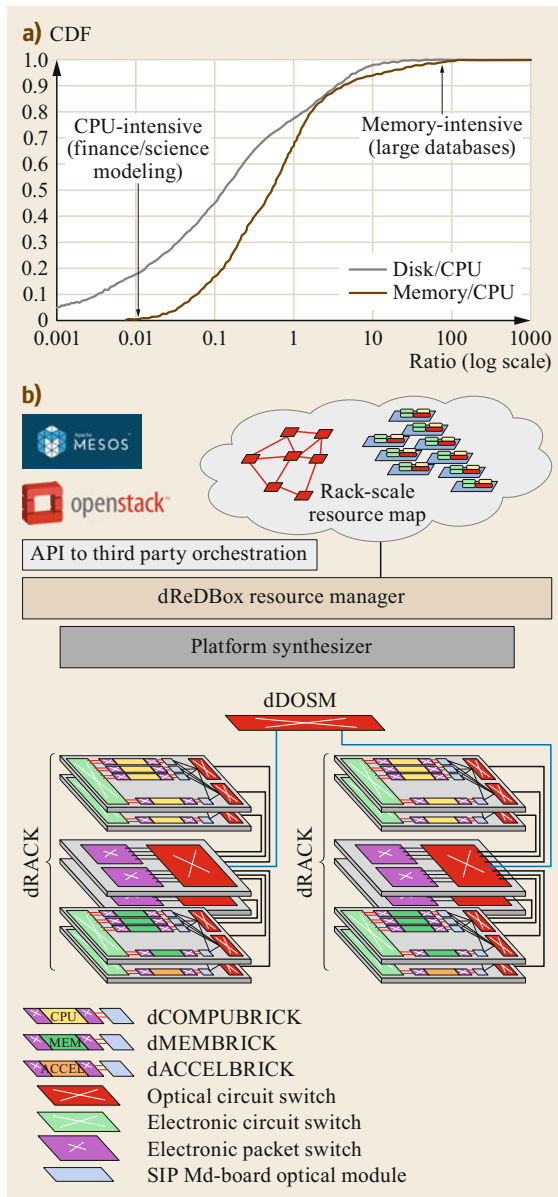 a) CDF
1.0
0.9
0.8
0.7
0.6
0.5
0.4
0.3
0.2
0.1
0
CPU-intensive
(finance/science
modeling)
Memory-intensive
(large databases)
Disk/CPU
Memory/CPU
0.001
0.01
0.1
1
10
100
1000
Ratio (log scale)
b)
Apache
MESOS™
openstack™
Rack-scale
resource map
API to third party orchestration
dReDBox resource manager
Platform synthesizer
dDOSM
dRACK
dRACK
CPU
dCOMPUBRICK
MEM
dMEMBRICK
ACCEL
dACCELBRICK
Optical circuit switch
Electronic circuit switch
Electronic packet switch
SIP Md-board optical module